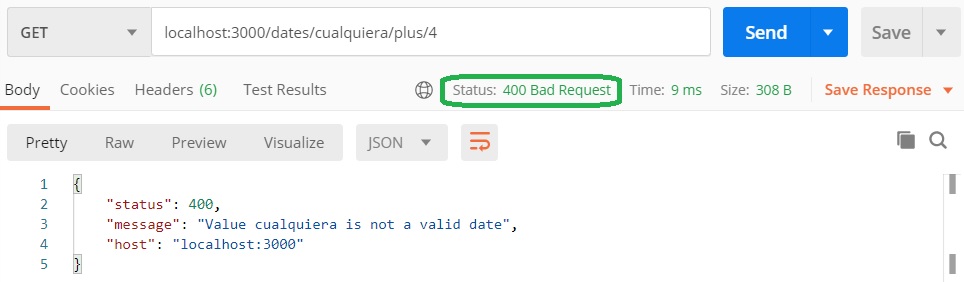 GET localhost:3000/dates/cualquiera/plus/4 Send Save
Body Cookies Headers (6) Test Results Status: 400 Bad Request Time: 9 ms Size: 308 B Save Response
Pretty Raw Preview Visualize JSON
1 {
2 "status": 400,
3 "message": "Value cualquiera is not a valid date",
4 "host": "localhost:3000"
5 }